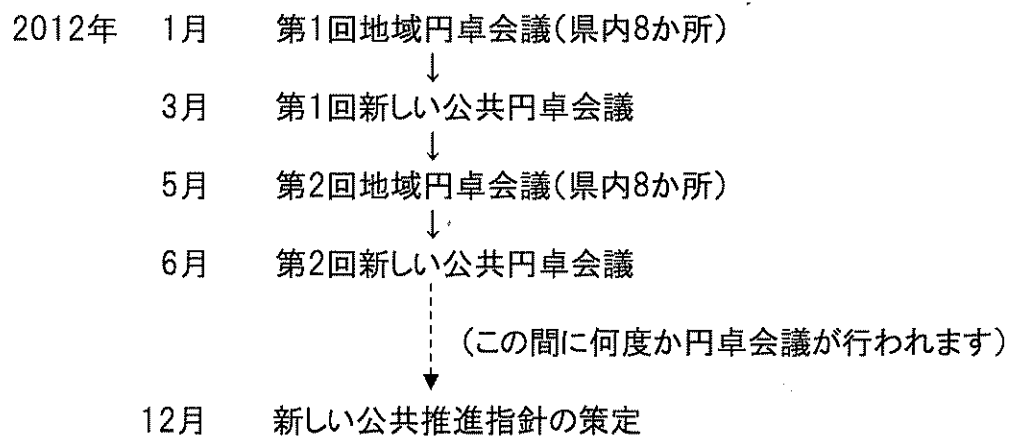 2012年 1月 第1回地域円卓会議(県内8か所)
↓
3月 第1回新しい公共円卓会議
↓
5月 第2回地域円卓会議(県内8か所)
↓
6月 第2回新しい公共円卓会議
(この間に何度か円卓会議が行われます)
12月 新しい公共推進指針の策定